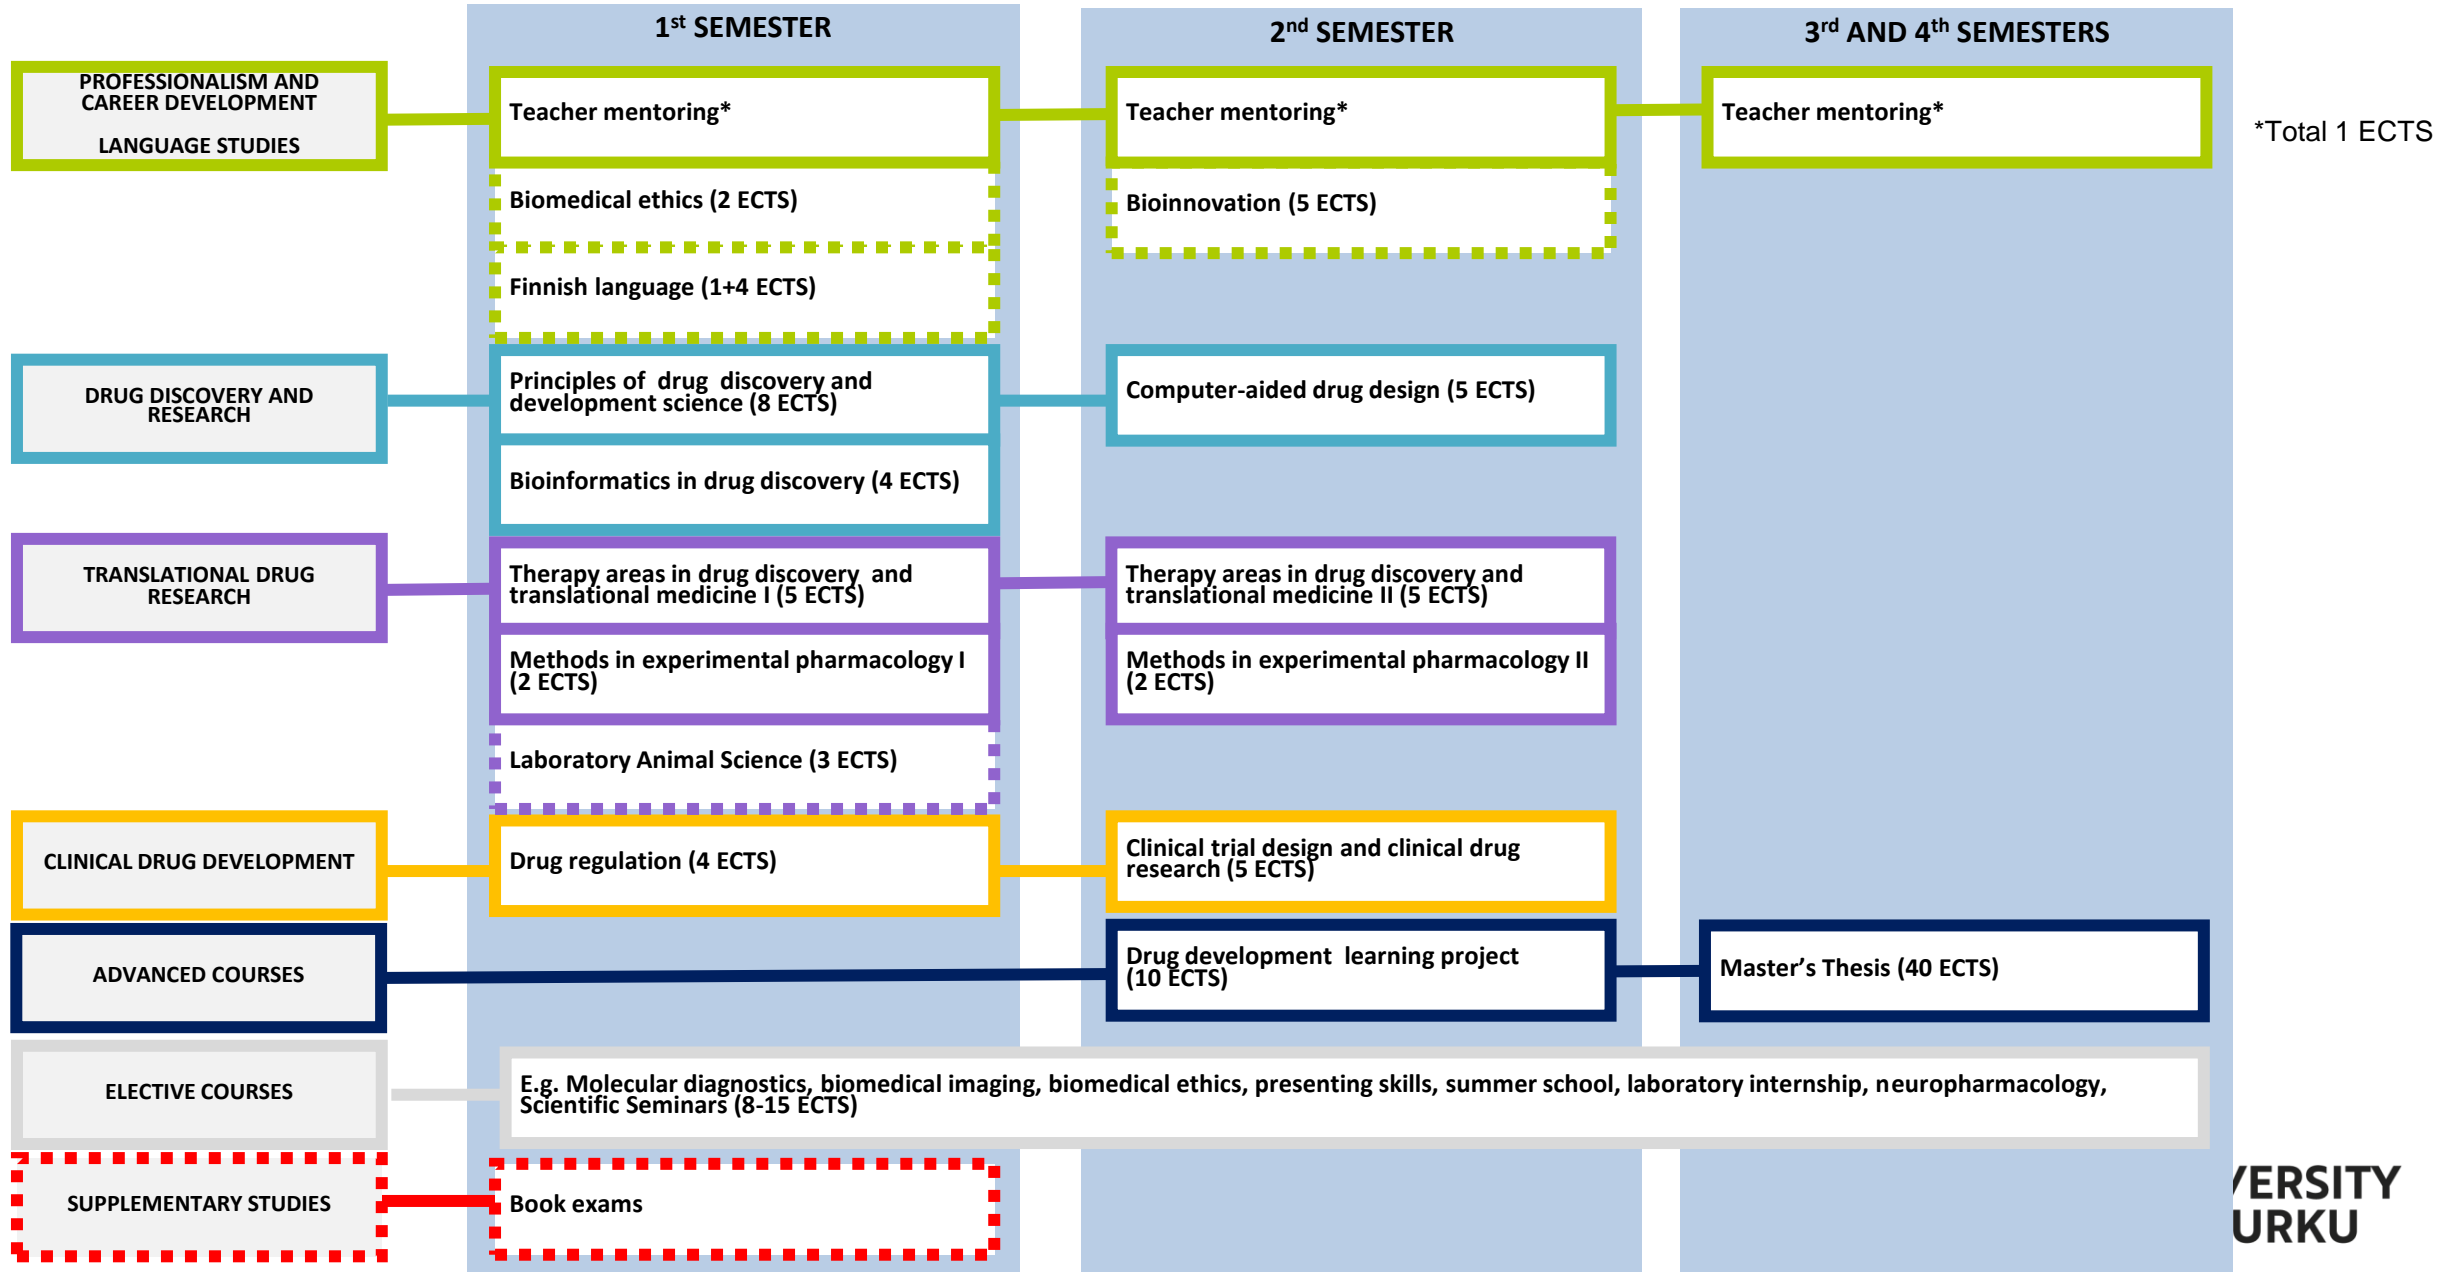 1st SEMESTER
2nd SEMESTER
3rd AND 4th SEMESTERS
PROFESSIONALISM AND
CAREER DEVELOPMENT
LANGUAGE STUDIES
Teacher mentoring*
Teacher mentoring*
Teacher mentoring*
*Total 1 ECTS
Biomedical ethics (2 ECTS)
Bioinnovation (5 ECTS)
Finnish language (1+4 ECTS)
DRUG DISCOVERY AND
RESEARCH
Principles of drug discovery and
development science (8 ECTS)
Computer-aided drug design (5 ECTS)
Bioinformatics in drug discovery (4 ECTS)
TRANSLATIONAL DRUG
RESEARCH
Therapy areas in drug discovery and
translational medicine I (5 ECTS)
Therapy areas in drug discovery and
translational medicine II (5 ECTS)
Methods in experimental pharmacology I
(2 ECTS)
Methods in experimental pharmacology II
(2 ECTS)
Laboratory Animal Science (3 ECTS)
CLINICAL DRUG DEVELOPMENT
Drug regulation (4 ECTS)
Clinical trial design and clinical drug
research (5 ECTS)
ADVANCED COURSES
Drug development learning project
(10 ECTS)
Master's Thesis (40 ECTS)
ELECTIVE COURSES
E.g. Molecular diagnostics, biomedical imaging, biomedical ethics, presenting skills, summer school, laboratory internship, neuropharmacology,
Scientific Seminars (8-15 ECTS)
SUPPLEMENTARY STUDIES
Book exams
VERSITY
URKU